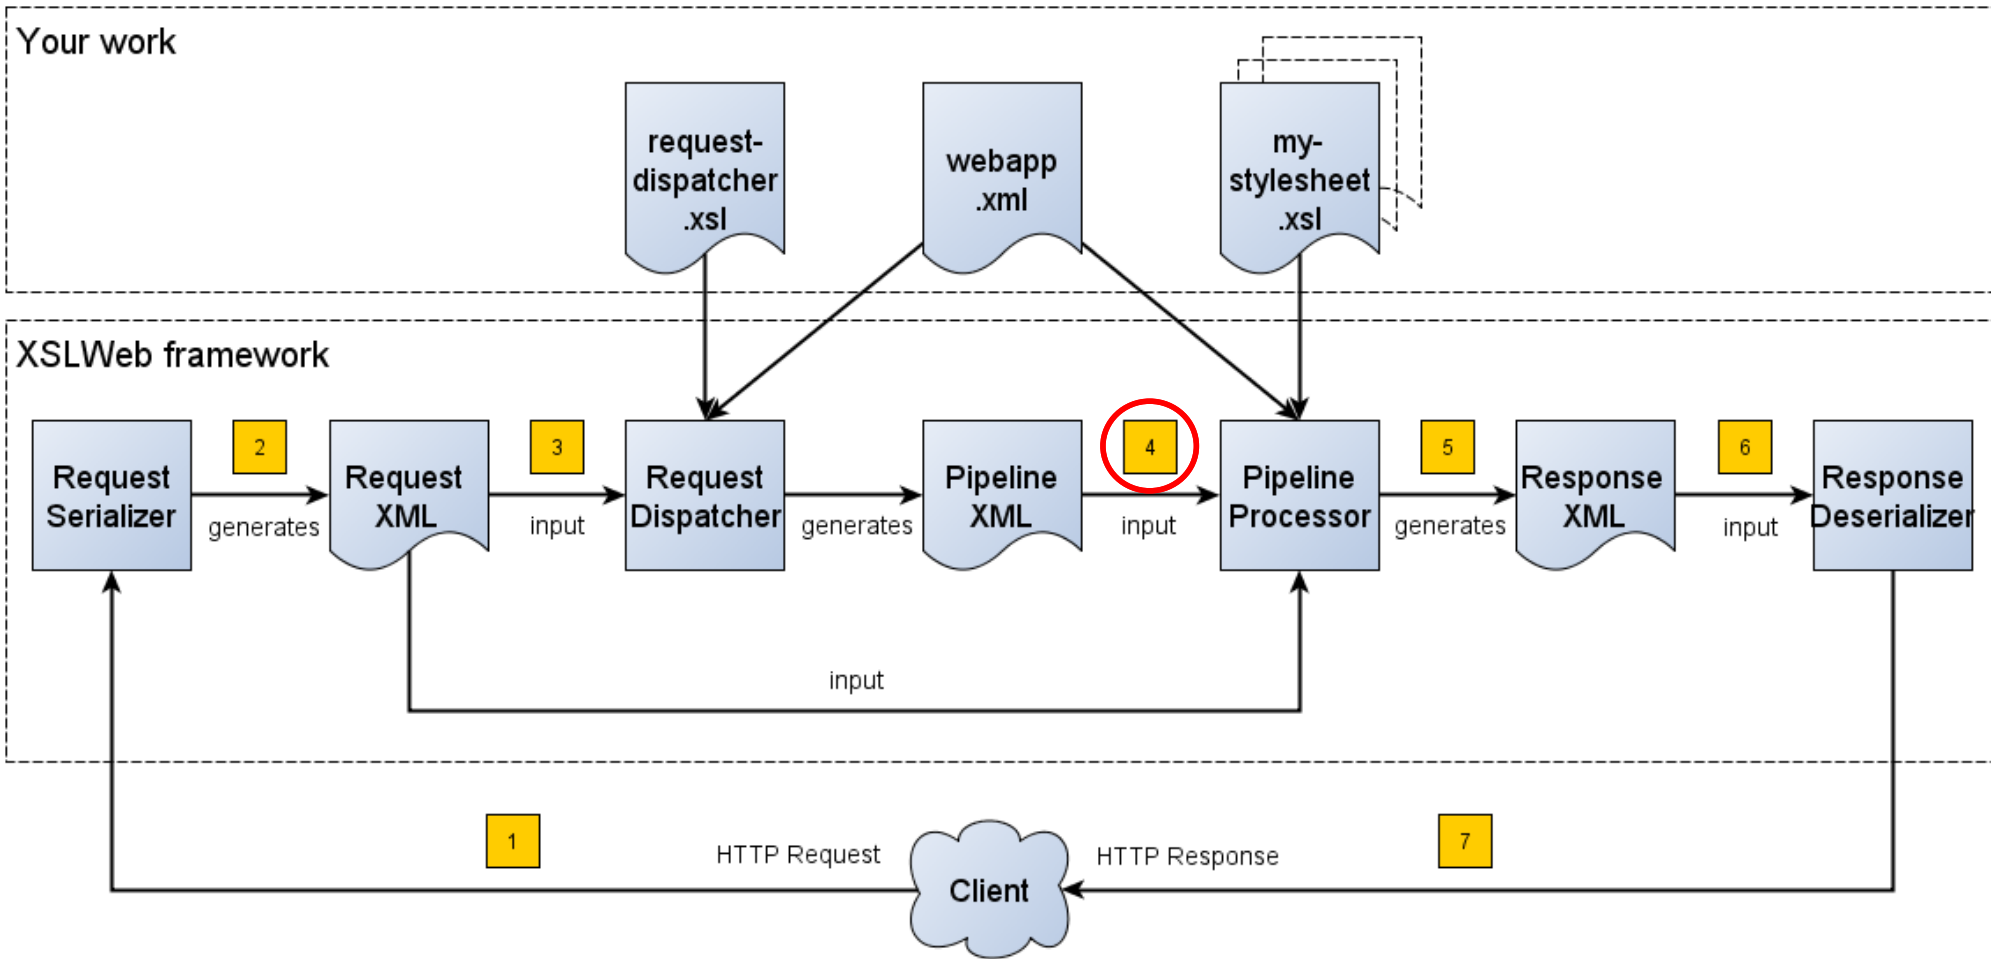 Your work
request-
dispatcher
.xsl
webapp
.xml
my-
stylesheet
.xsl
XSLWeb framework
Request
Serializer
2
generates
Request
XML
3
input
Request
Dispatcher
generates
Pipeline
XML
4
input
Pipeline
Processor
5
generates
Response
XML
6
input
Response
Deserializer
input
1
HTTP Request
Client
HTTP Response
7